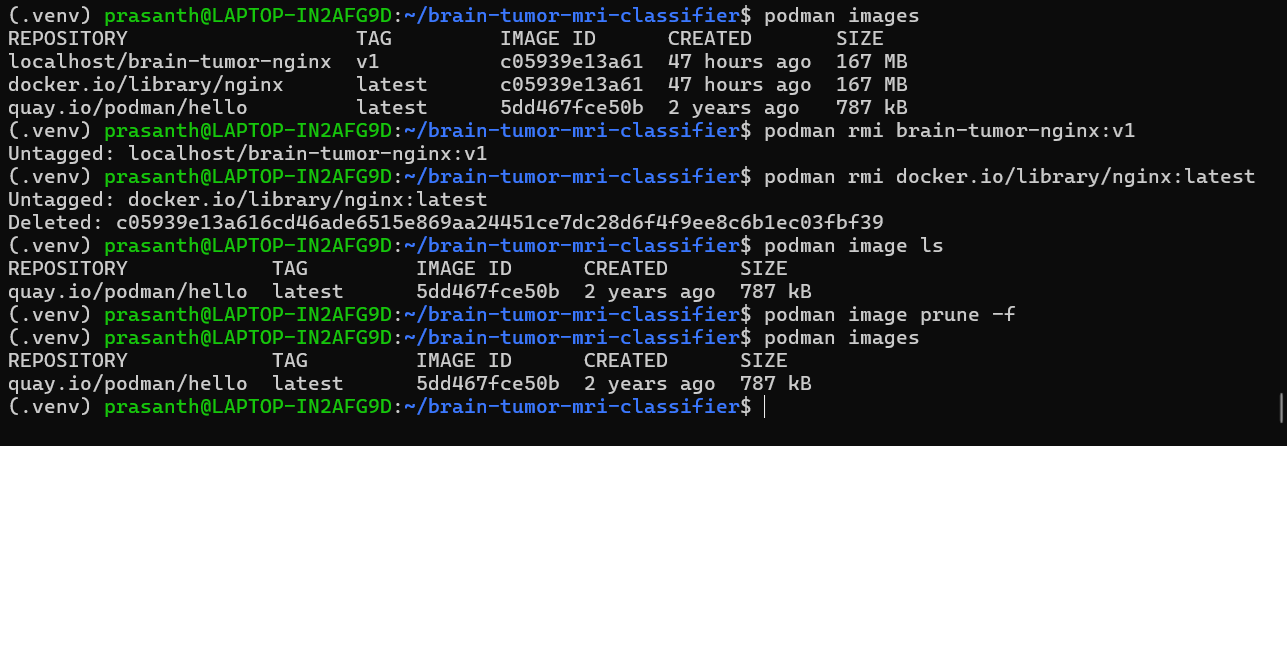 (.venv) prasanth@LAPTOP-IN2AFG9D:~/brain-tumor-mri-classifier$ podman images
REPOSITORY                   TAG         IMAGE ID      CREATED       SIZE
localhost/brain-tumor-nginx  v1          c05939e13a61  47 hours ago  167 MB
docker.io/library/nginx      latest      c05939e13a61  47 hours ago  167 MB
quay.io/podman/hello         latest      5dd467fce50b  2 years ago   787 kB
(.venv) prasanth@LAPTOP-IN2AFG9D:~/brain-tumor-mri-classifier$ podman rmi brain-tumor-nginx:v1
Untagged: localhost/brain-tumor-nginx:v1
(.venv) prasanth@LAPTOP-IN2AFG9D:~/brain-tumor-mri-classifier$ podman rmi docker.io/library/nginx:latest
Untagged: docker.io/library/nginx:latest
Deleted: c05939e13a616cd46ade6515e869aa24451ce7dc28d6f4f9ee8c6b1ec03fbf39
(.venv) prasanth@LAPTOP-IN2AFG9D:~/brain-tumor-mri-classifier$ podman image ls
REPOSITORY            TAG         IMAGE ID      CREATED      SIZE
quay.io/podman/hello  latest      5dd467fce50b  2 years ago  787 kB
(.venv) prasanth@LAPTOP-IN2AFG9D:~/brain-tumor-mri-classifier$ podman image prune -f
(.venv) prasanth@LAPTOP-IN2AFG9D:~/brain-tumor-mri-classifier$ podman images
REPOSITORY            TAG         IMAGE ID      CREATED      SIZE
quay.io/podman/hello  latest      5dd467fce50b  2 years ago  787 kB
(.venv) prasanth@LAPTOP-IN2AFG9D:~/brain-tumor-mri-classifier$